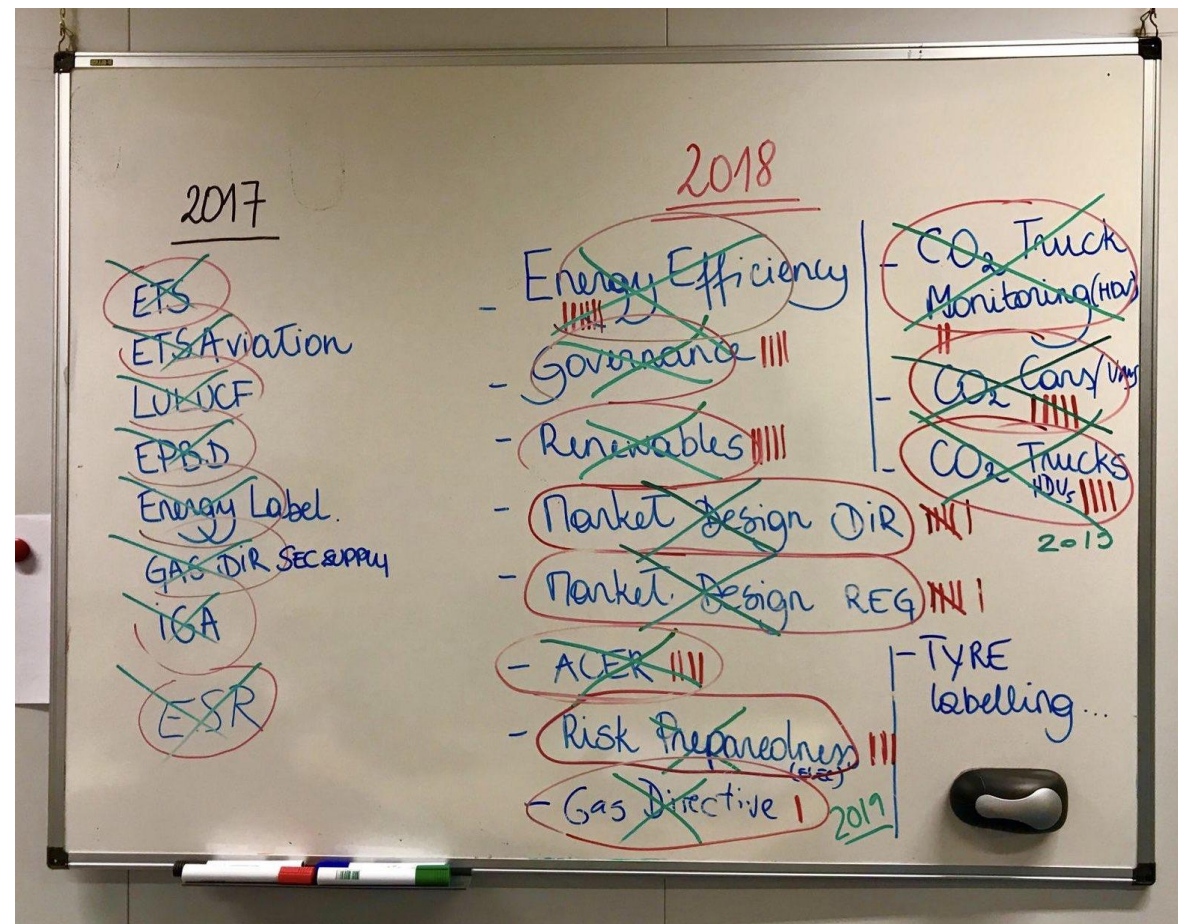 2017
ETS
ETS Aviation
LULUCF
EPBD
Energy Label.
GAS DIR SEC SUPPLY
iGA
ESR
2018
- Energy Efficiency
- Governance
- Renewables
- Market Design DiR
- Market Design REG
- ACER
- Risk Preparedness
(ELEC)
- Gas Directive
2019
- CO2 Truck
Monitoring (HDV)
- CO2 Cars/Vans
- CO2 Trucks
HDVs
2019
- TYRE
labelling...